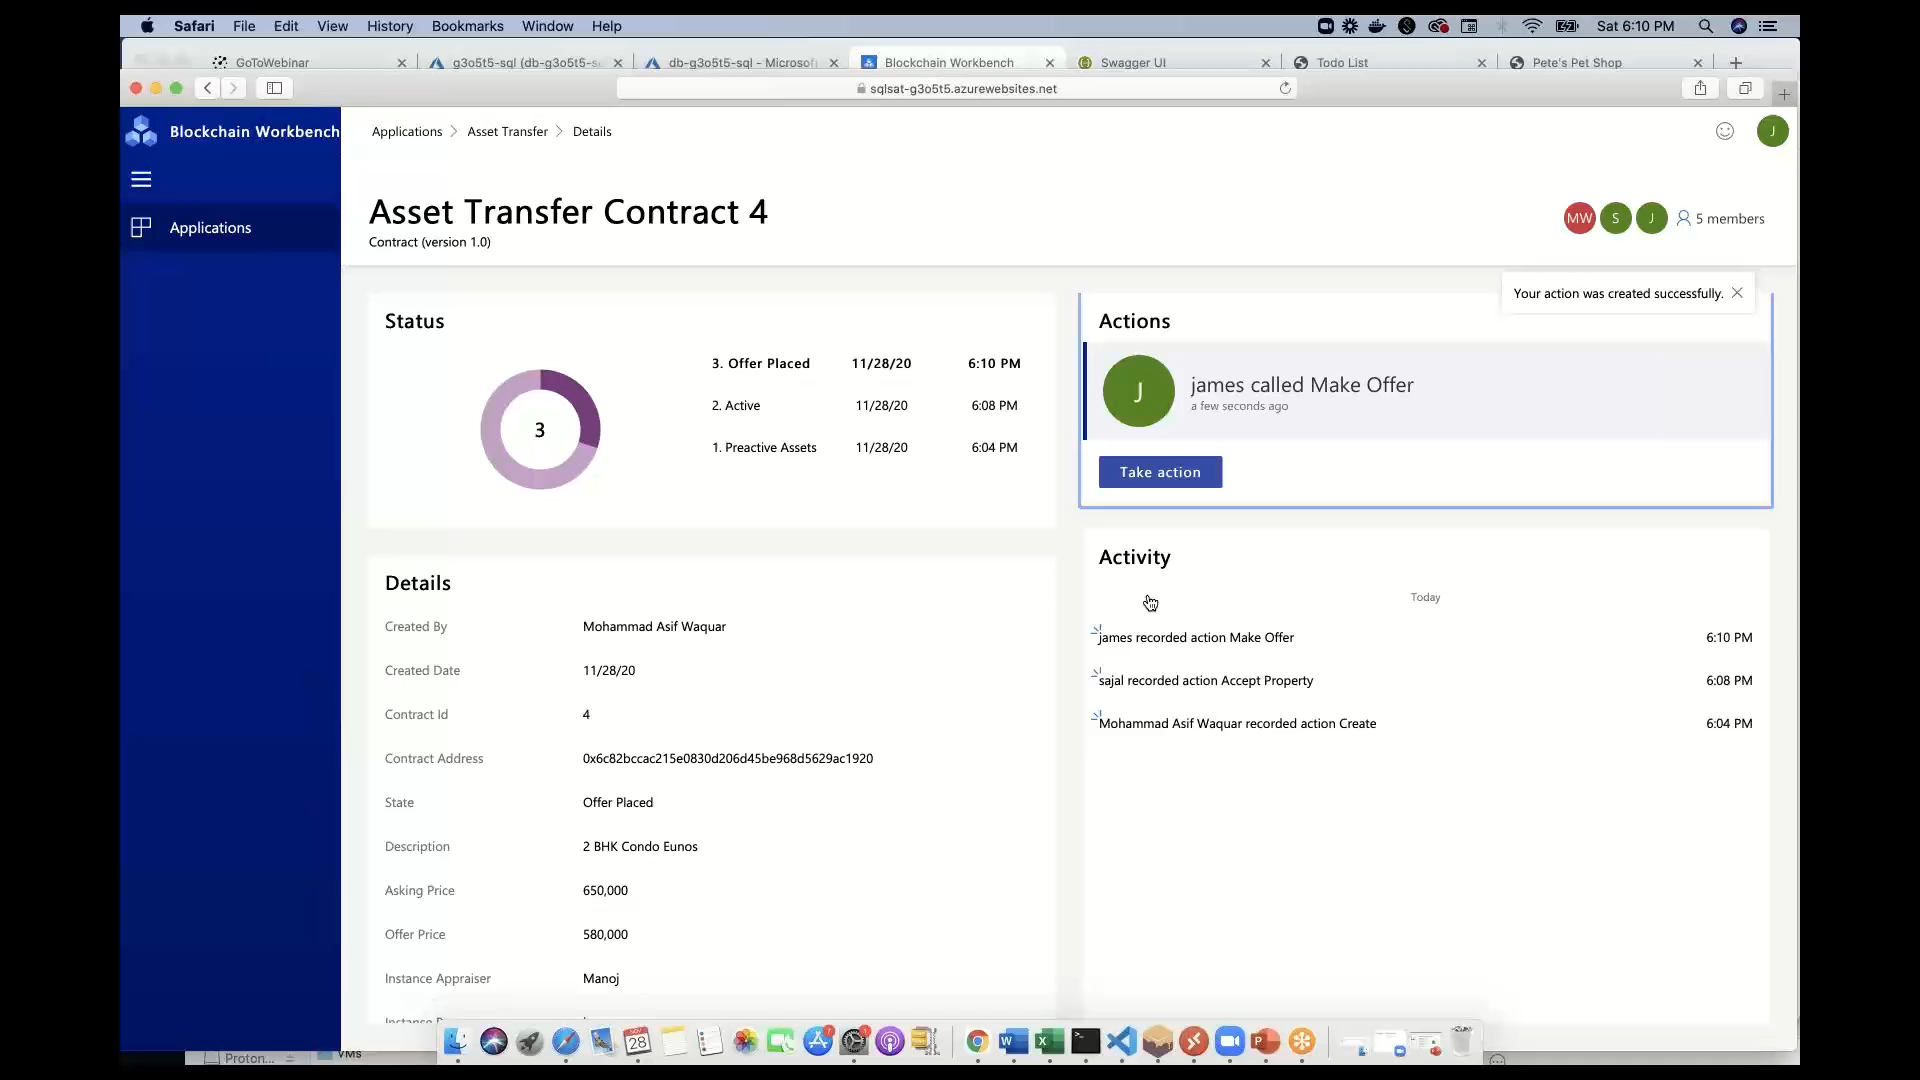 Safari File Edit View History Bookmarks Window Help Sat 6:10 PM
GoToWebinar g3o5t5-sql (db-g3o5t5-s db-g3o5t5-sql - Microsoft Blockchain Workbench Swagger UI Todo List Pete's Pet Shop
sqlsat-g3o5t5.azurewebsites.net
Blockchain Workbench
Applications Asset Transfer Details
J
Applications
Asset Transfer Contract 4
Contract (version 1.0)
MW S J 5 members
Your action was created successfully.
Status
3
3. Offer Placed 11/28/20 6:10 PM
2. Active 11/28/20 6:08 PM
1. Preactive Assets 11/28/20 6:04 PM
Actions
J
james called Make Offer
a few seconds ago
Take action
Details
Created By Mohammad Asif Waquar
Created Date 11/28/20
Contract Id 4
Contract Address 0x6c82bccac215e0830d206d45be968d5629ac1920
State Offer Placed
Description 2 BHK Condo Eunos
Asking Price 650,000
Offer Price 580,000
Instance Appraiser Manoj
Activity
Today
james recorded action Make Offer 6:10 PM
sajal recorded action Accept Property 6:08 PM
Mohammad Asif Waquar recorded action Create 6:04 PM
NOV
28
Proton... VMs